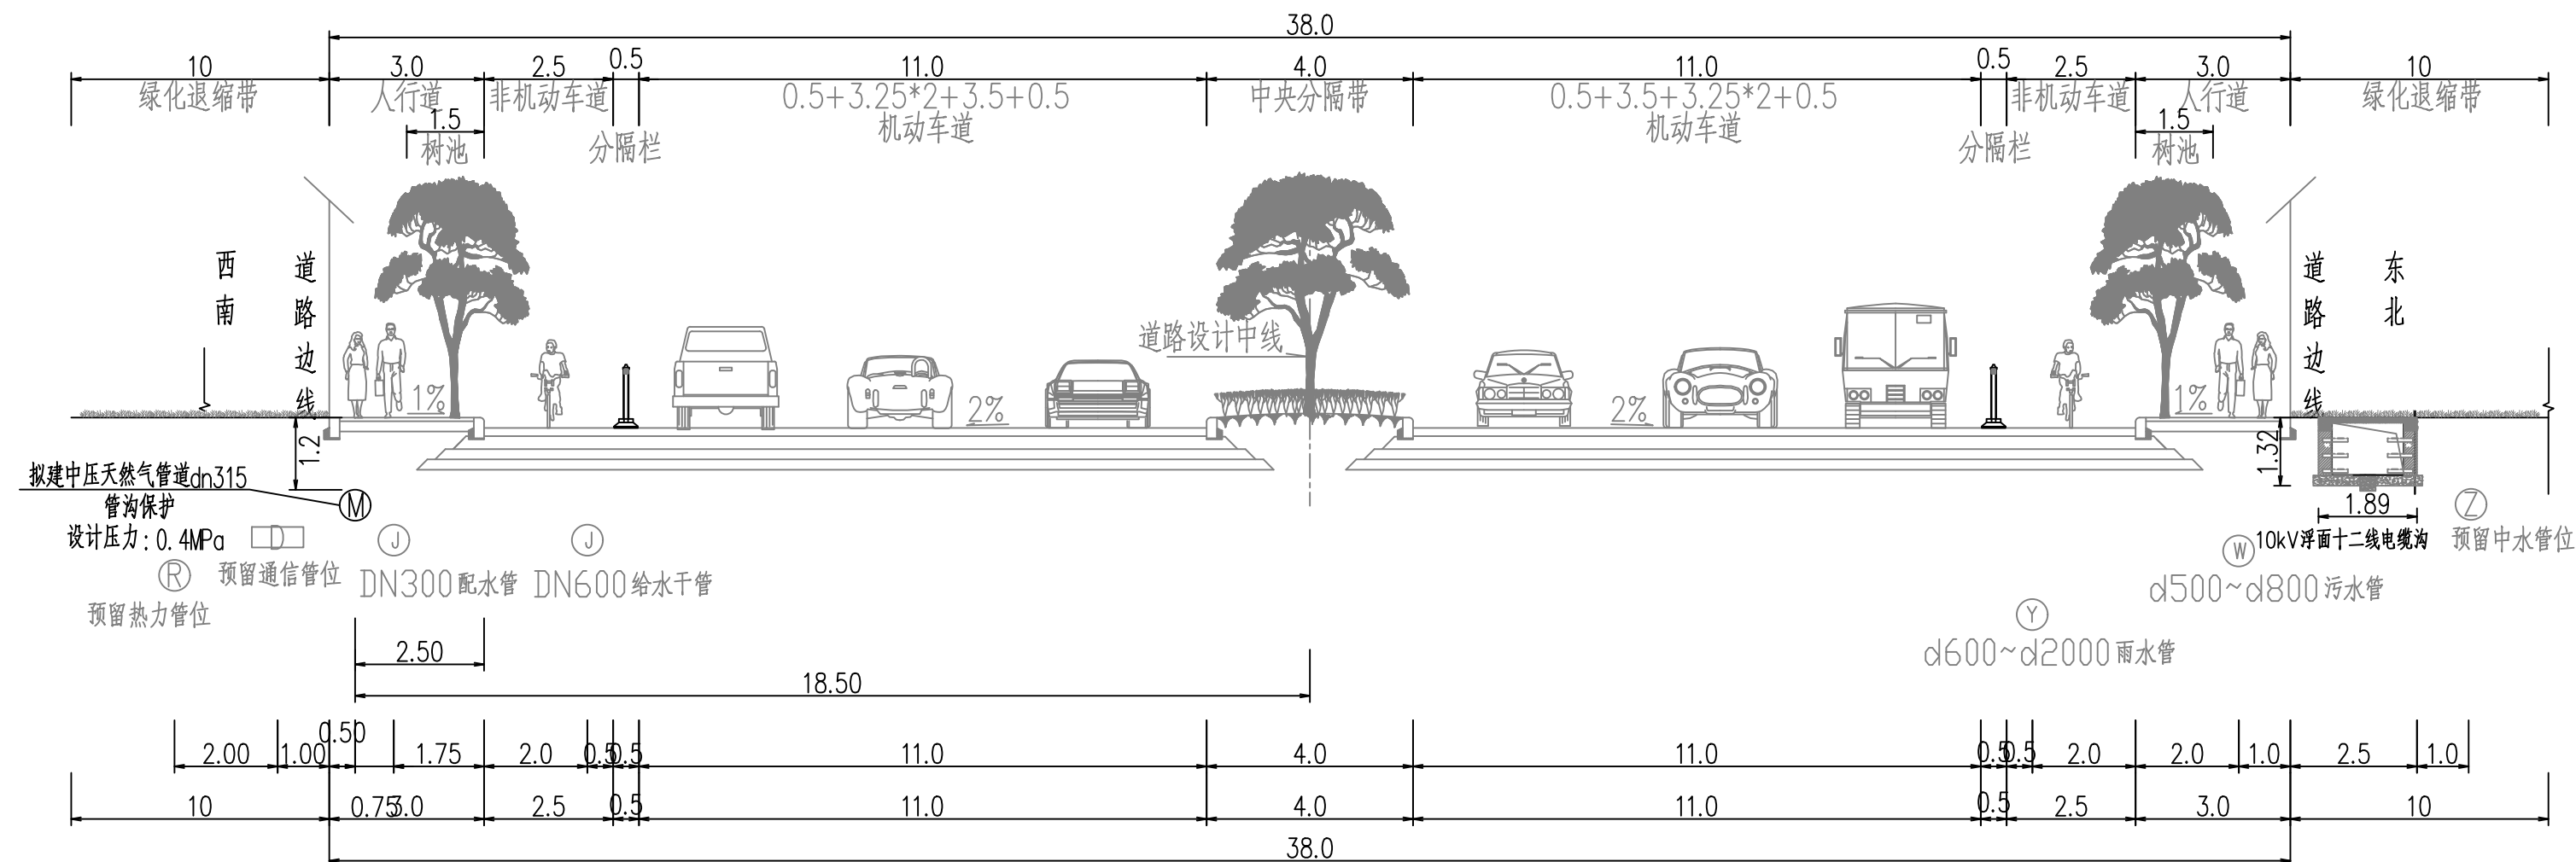 38.0
10 3.0 2.5 0.5 11.0 4.0 11.0 0.5 2.5 3.0 10
绿化退缩带 人行道 非机动车道 0.5+3.25*2+3.5+0.5 中央分隔带 0.5+3.5+3.25*2+0.5 非机动车道 人行道 绿化退缩带
1.5 机动车道 机动车道 1.5
树池 分隔栏 分隔栏 树池
西南
道路边线
道路边线
东北
道路设计中线
1% 2% 2% 1%
1.2
1.32
拟建中压天然气管道dn315
管沟保护
设计压力:0.4MPa
M
D
预留通信管位
R
预留热力管位
J
DN300配水管
J
DN600给水干管
1.89
10kV浮面十二线电缆沟
Z
预留中水管位
W
d500~d800污水管
Y
d600~d2000雨水管
2.50
18.50
0.50
2.00 1.00 1.75 2.0 0.5 0.5 11.0 4.0 11.0 0.5 0.5 2.0 2.0 1.0 2.5 1.0
10 0.75 3.0 2.5 0.5 11.0 4.0 11.0 0.5 2.5 3.0 10
38.0